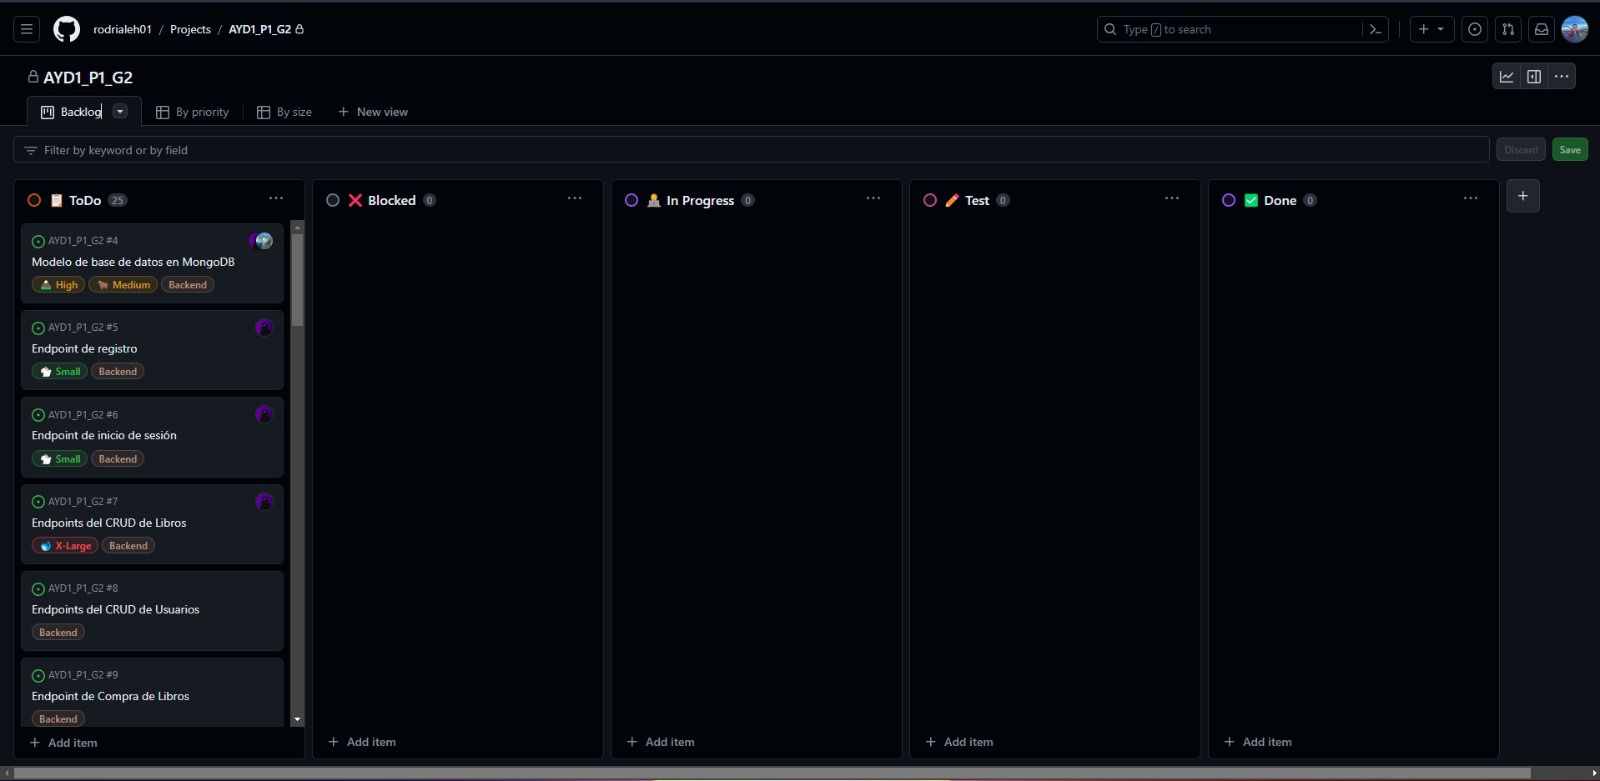 rodrialeh01 / Projects / AYD1_P1_G2
Type / to search
AYD1_P1_G2
Backlog
By priority
By size
New view
Filter by keyword or by field
Discard
Save
ToDo 25
AYD1_P1_G2 #4
Modelo de base de datos en MongoDB
High Medium Backend
AYD1_P1_G2 #5
Endpoint de registro
Small Backend
AYD1_P1_G2 #6
Endpoint de inicio de sesión
Small Backend
AYD1_P1_G2 #7
Endpoints del CRUD de Libros
X-Large Backend
AYD1_P1_G2 #8
Endpoints del CRUD de Usuarios
Backend
AYD1_P1_G2 #9
Endpoint de Compra de Libros
Backend
+ Add item
Blocked 0
+ Add item
In Progress 0
+ Add item
Test 0
+ Add item
Done 0
+ Add item